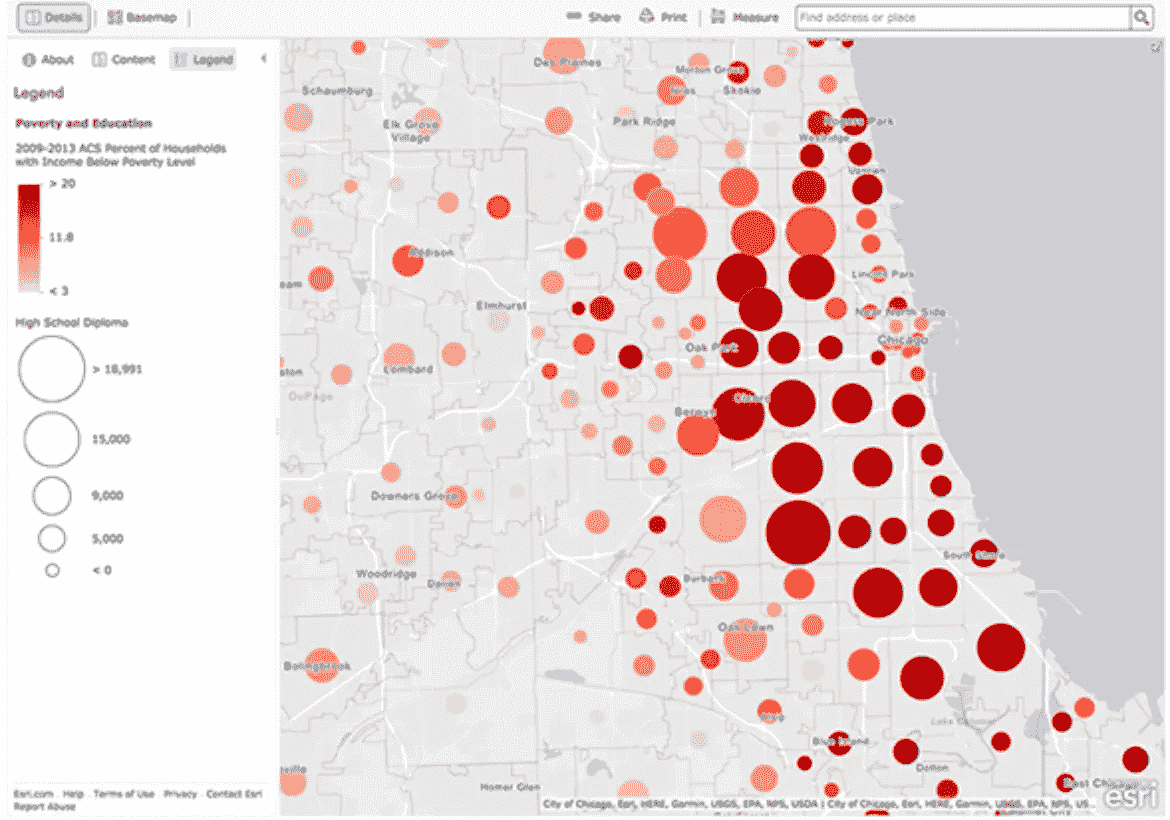 Details
Basemap
Share
Print
Measure
Find address or place
About
Content
Legend
Legend
Poverty and Education
2009-2013 ACS Percent of Households
with Income Below Poverty Level
> 20
11.8
< 3
High School Diploma
> 18,991
15,000
9,000
5,000
< 0
Esri.com . Help . Terms of Use . Privacy . Contact Esri
Report Abuse
Des Plaines
Morton Grove
Niles
Skokie
Schaumburg
Elk Grove
Village
Park Ridge
Rogers Park
West Ridge
Uptown
Addison
Lincoln Park
Elmhurst
Near North Side
Chicago
Oak Park
Lombard
DuPage
Cicero
Berwyn
Downers Grove
South Shore
Woodridge
Darien
Burbank
Oak Lawn
Bolingbrook
Alsip
Lake Calumet
Blue Island
Dolton
Homer Glen
East Chicago
City of Chicago, Esri, HERE, Garmin, USGS, EPA, NPS, USDA | City of Chicago, Esri, HERE, Garmin, USGS, EPA, NPS, US...
esri